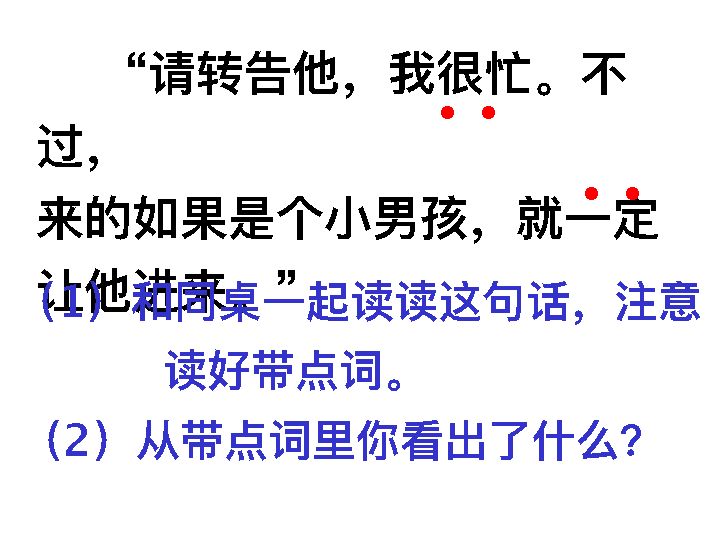 “请转告他，我很忙。不
过，
来的如果是个小男孩，就一定
让他进来。”
（1）和同桌一起读读这句话，注意
读好带点词。
（2）从带点词里你看出了什么？